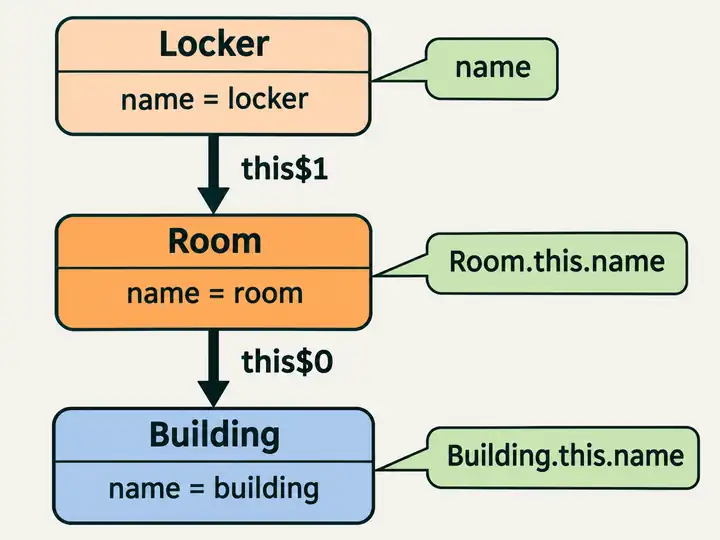 Locker
name = locker
name
this$1
Room
name = room
Room.this.name
this$0
Building
name = building
Building.this.name